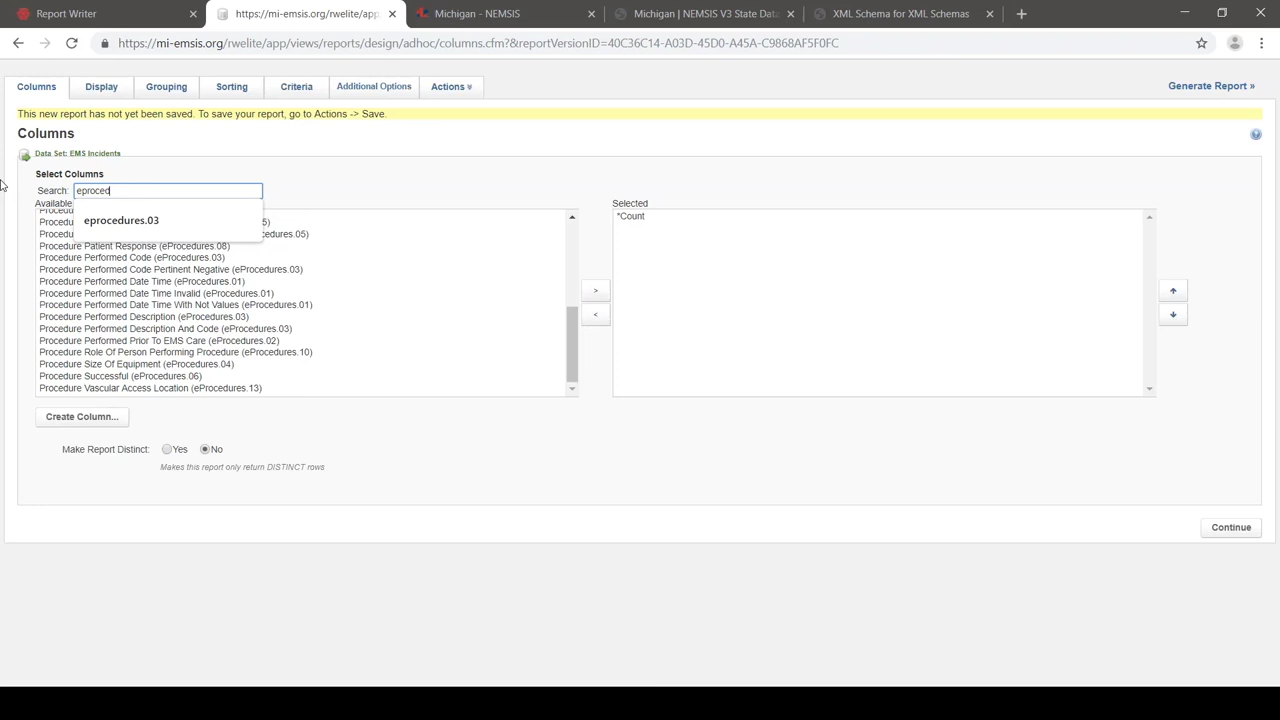 Report Writer
https://mi-emsis.org/rwelite/app
Michigan - NEMSIS
Michigan | NEMSIS V3 State Data
XML Schema for XML Schemas
https://mi-emsis.org/rwelite/app/views/reports/design/adhoc/columns.cfm?&reportVersionID=40C36C14-A03D-45D0-A45A-C9868AF5F0FC
Columns Display Grouping Sorting Criteria Additional Options Actions
Generate Report »
This new report has not yet been saved. To save your report, go to Actions -> Save.
Columns
Data Set: EMS Incidents
Select Columns
Search: eproced
Available
eprocedures.03
5)
cedures.05)
Procedure Patient Response (eProcedures.08)
Procedure Performed Code (eProcedures.03)
Procedure Performed Code Pertinent Negative (eProcedures.03)
Procedure Performed Date Time (eProcedures.01)
Procedure Performed Date Time Invalid (eProcedures.01)
Procedure Performed Date Time With Not Values (eProcedures.01)
Procedure Performed Description (eProcedures.03)
Procedure Performed Description And Code (eProcedures.03)
Procedure Performed Prior To EMS Care (eProcedures.02)
Procedure Role Of Person Performing Procedure (eProcedures.10)
Procedure Size Of Equipment (eProcedures.04)
Procedure Successful (eProcedures.06)
Procedure Vascular Access Location (eProcedures.13)
>
<
Selected
*Count
Create Column...
Make Report Distinct: Yes No
Makes this report only return DISTINCT rows
Continue